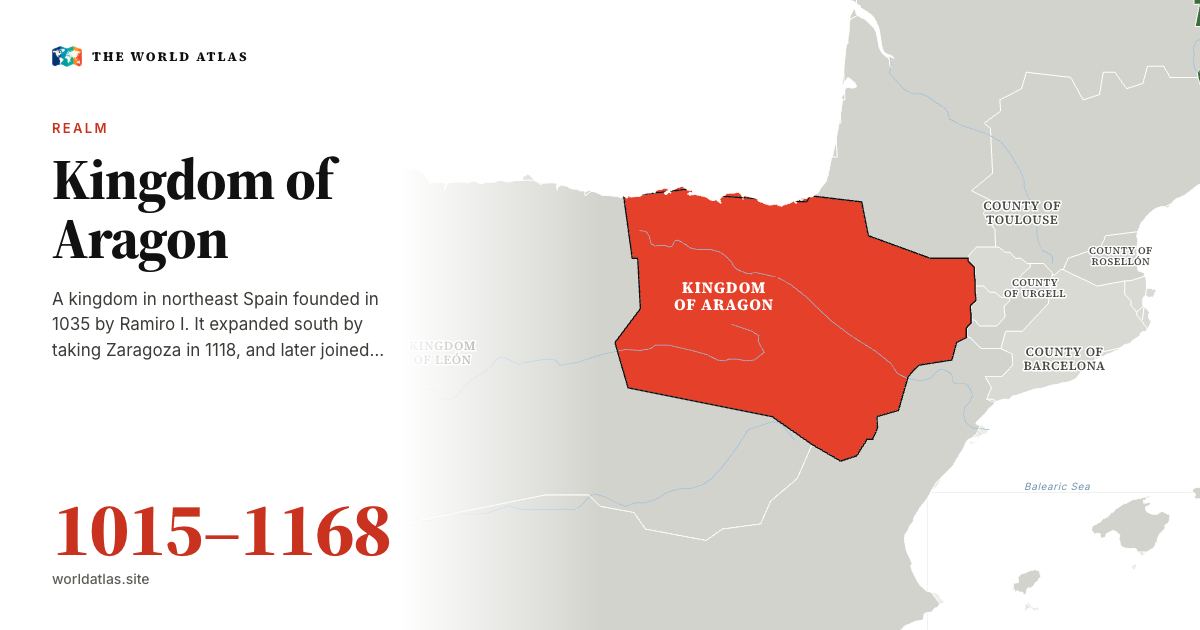 THE WORLD ATLAS
REALM
Kingdom of
Aragon
A kingdom in northeast Spain founded in
1035 by Ramiro I. It expanded south by
taking Zaragoza in 1118, and later joined...
1015–1168
worldatlas.site
KINGDOM
OF LEÓN
KINGDOM
OF ARAGON
COUNTY OF
TOULOUSE
COUNTY OF
ROSELLÓN
COUNTY
OF URGELL
COUNTY OF
BARCELONA
Balearic Sea